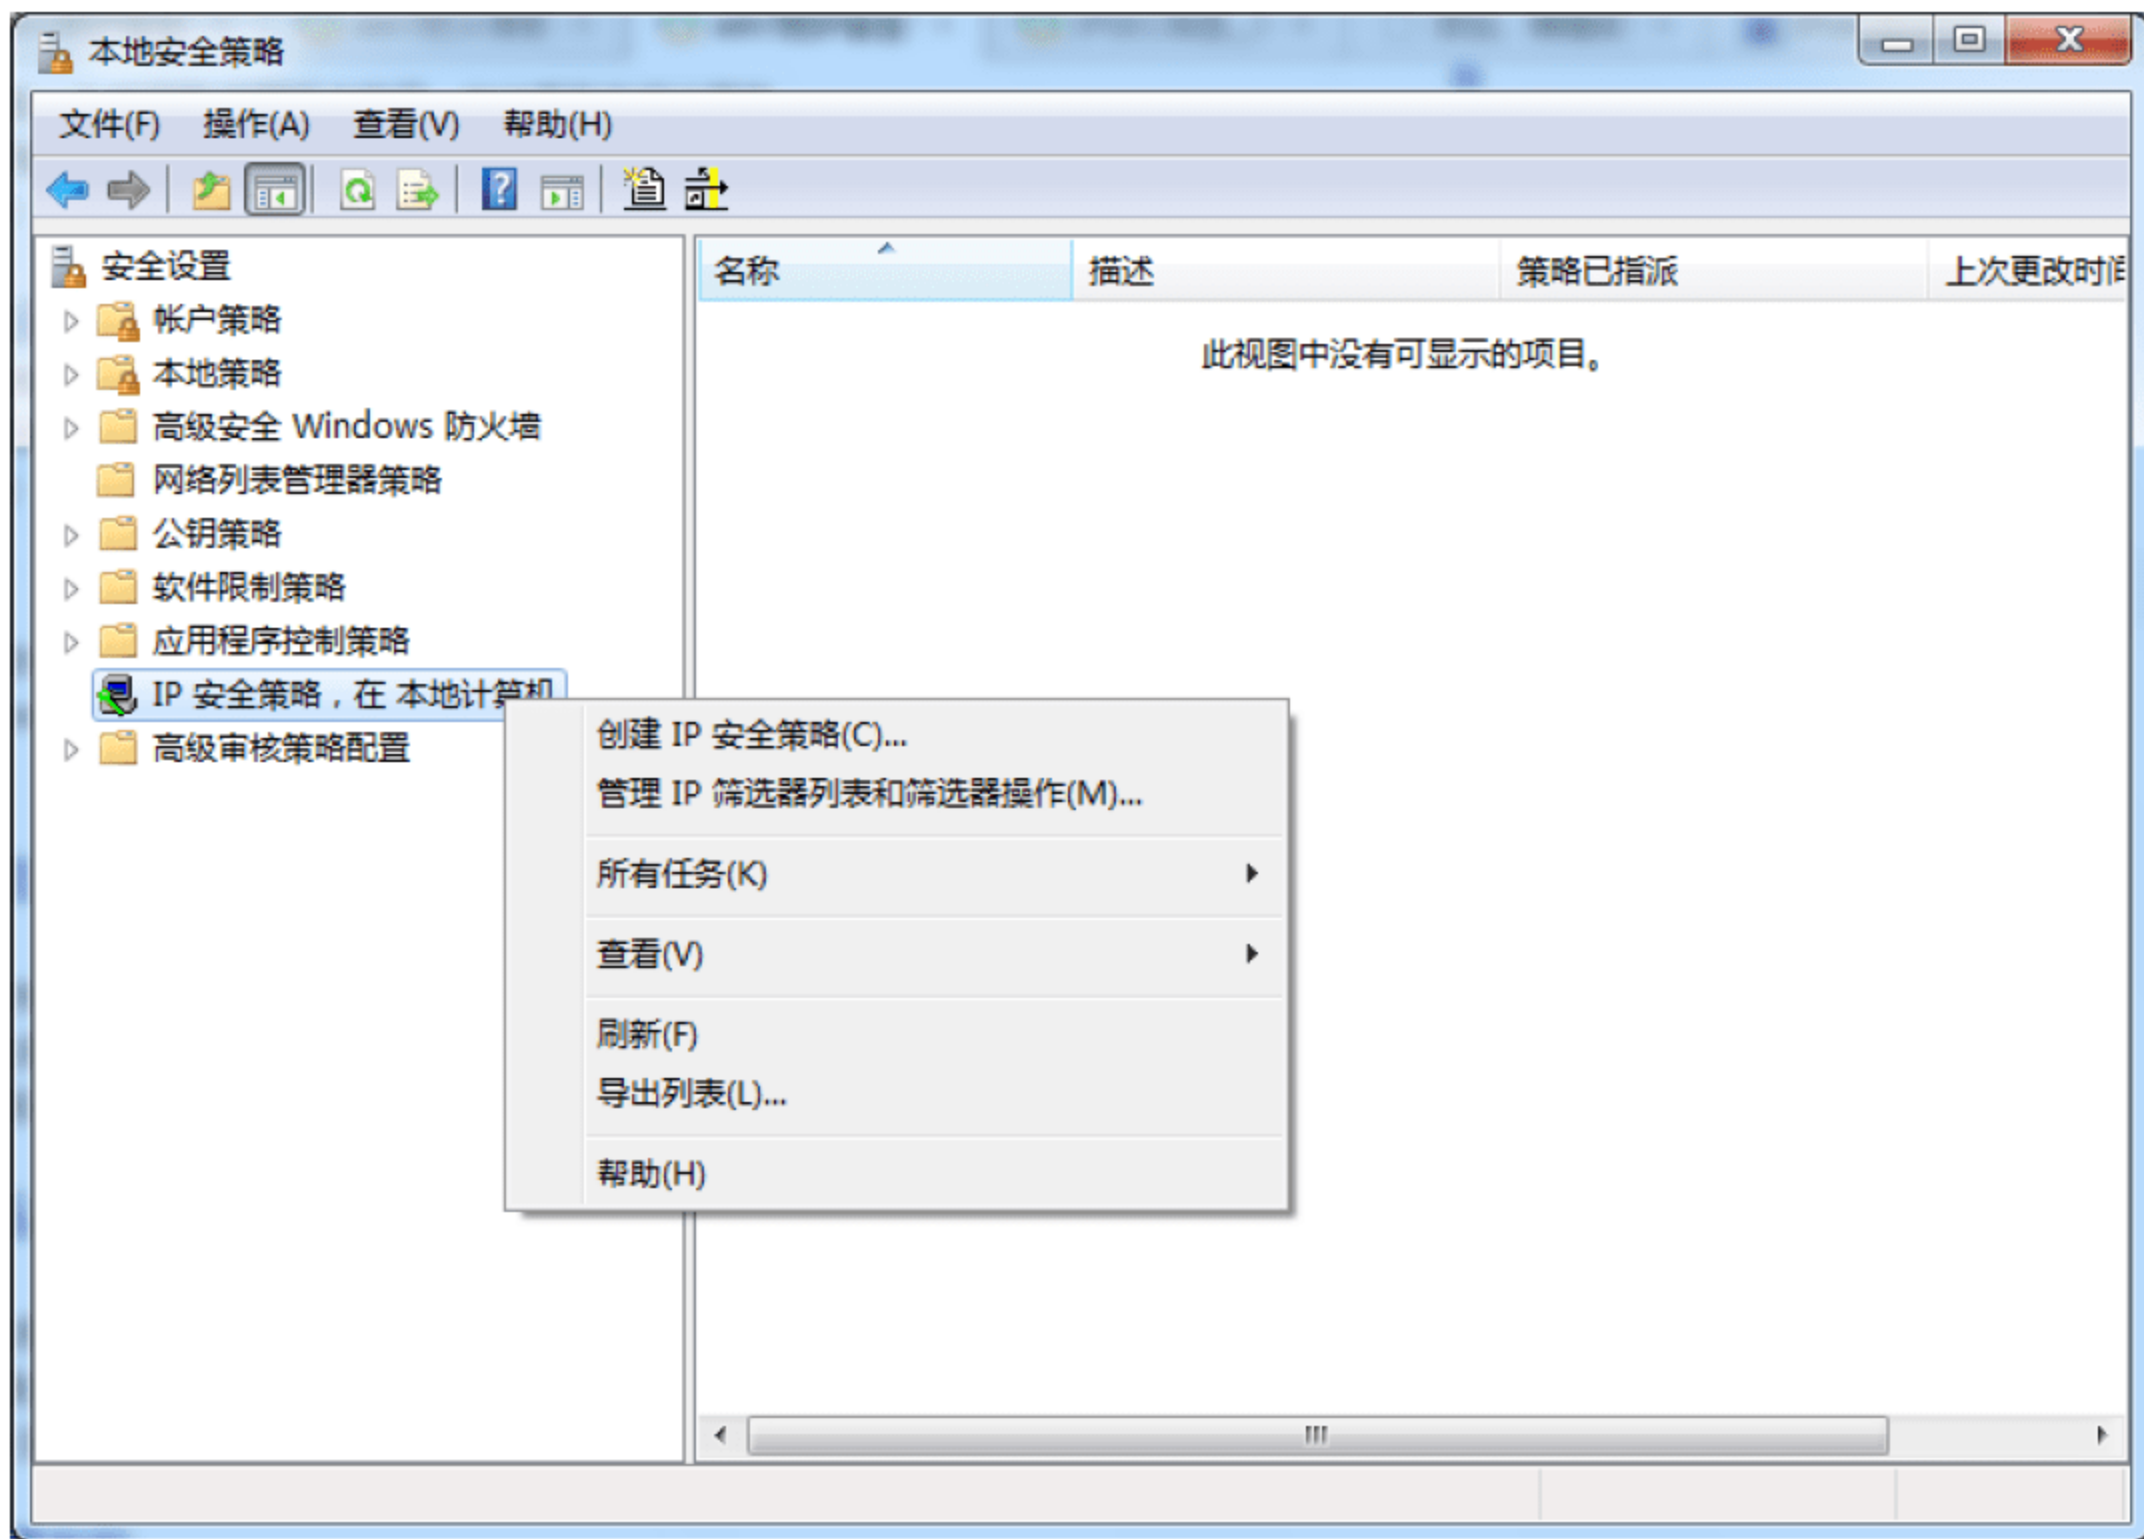 本地安全策略
文件(F) 操作(A) 查看(V) 帮助(H)
安全设置
帐户策略
本地策略
高级安全 Windows 防火墙
网络列表管理器策略
公钥策略
软件限制策略
应用程序控制策略
IP 安全策略，在 本地计算机
高级审核策略配置
名称 描述 策略已指派 上次更改时间
此视图中没有可显示的项目。
创建 IP 安全策略(C)...
管理 IP 筛选器列表和筛选器操作(M)...
所有任务(K)
查看(V)
刷新(F)
导出列表(L)...
帮助(H)